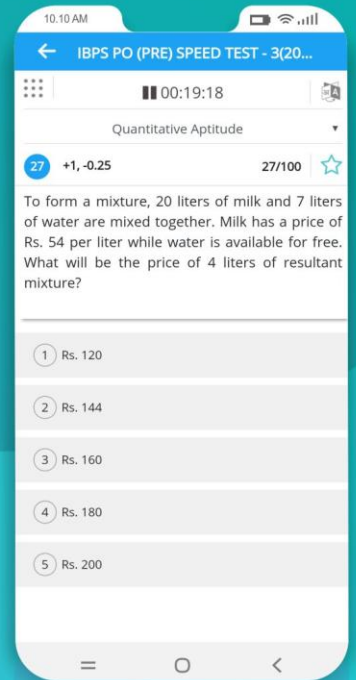 10.10 AM
IBPS PO (PRE) SPEED TEST - 3(20...
00:19:18
A
Quantitative Aptitude
27 +1, -0.25 27/100
To form a mixture, 20 liters of milk and 7 liters
of water are mixed together. Milk has a price of
Rs. 54 per liter while water is available for free.
What will be the price of 4 liters of resultant
mixture?
1 Rs. 120
2 Rs. 144
3 Rs. 160
4 Rs. 180
5 Rs. 200